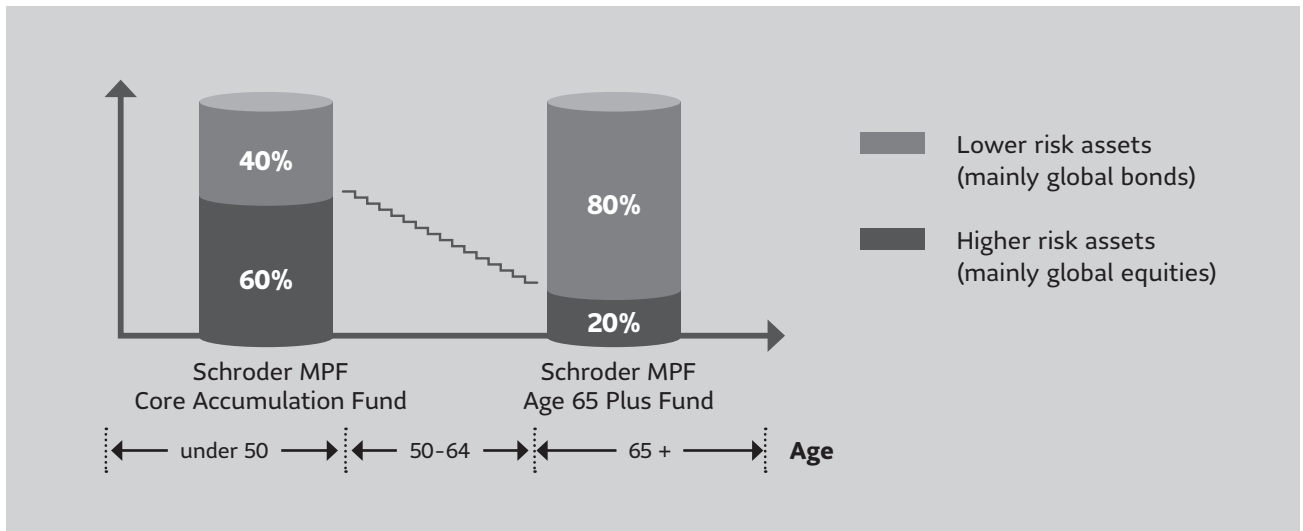 40%
60%
80%
20%
Lower risk assets
(mainly global bonds)
Higher risk assets
(mainly global equities)
Schroder MPF
Core Accumulation Fund
Schroder MPF
Age 65 Plus Fund
under 50
50-64
65 +
Age